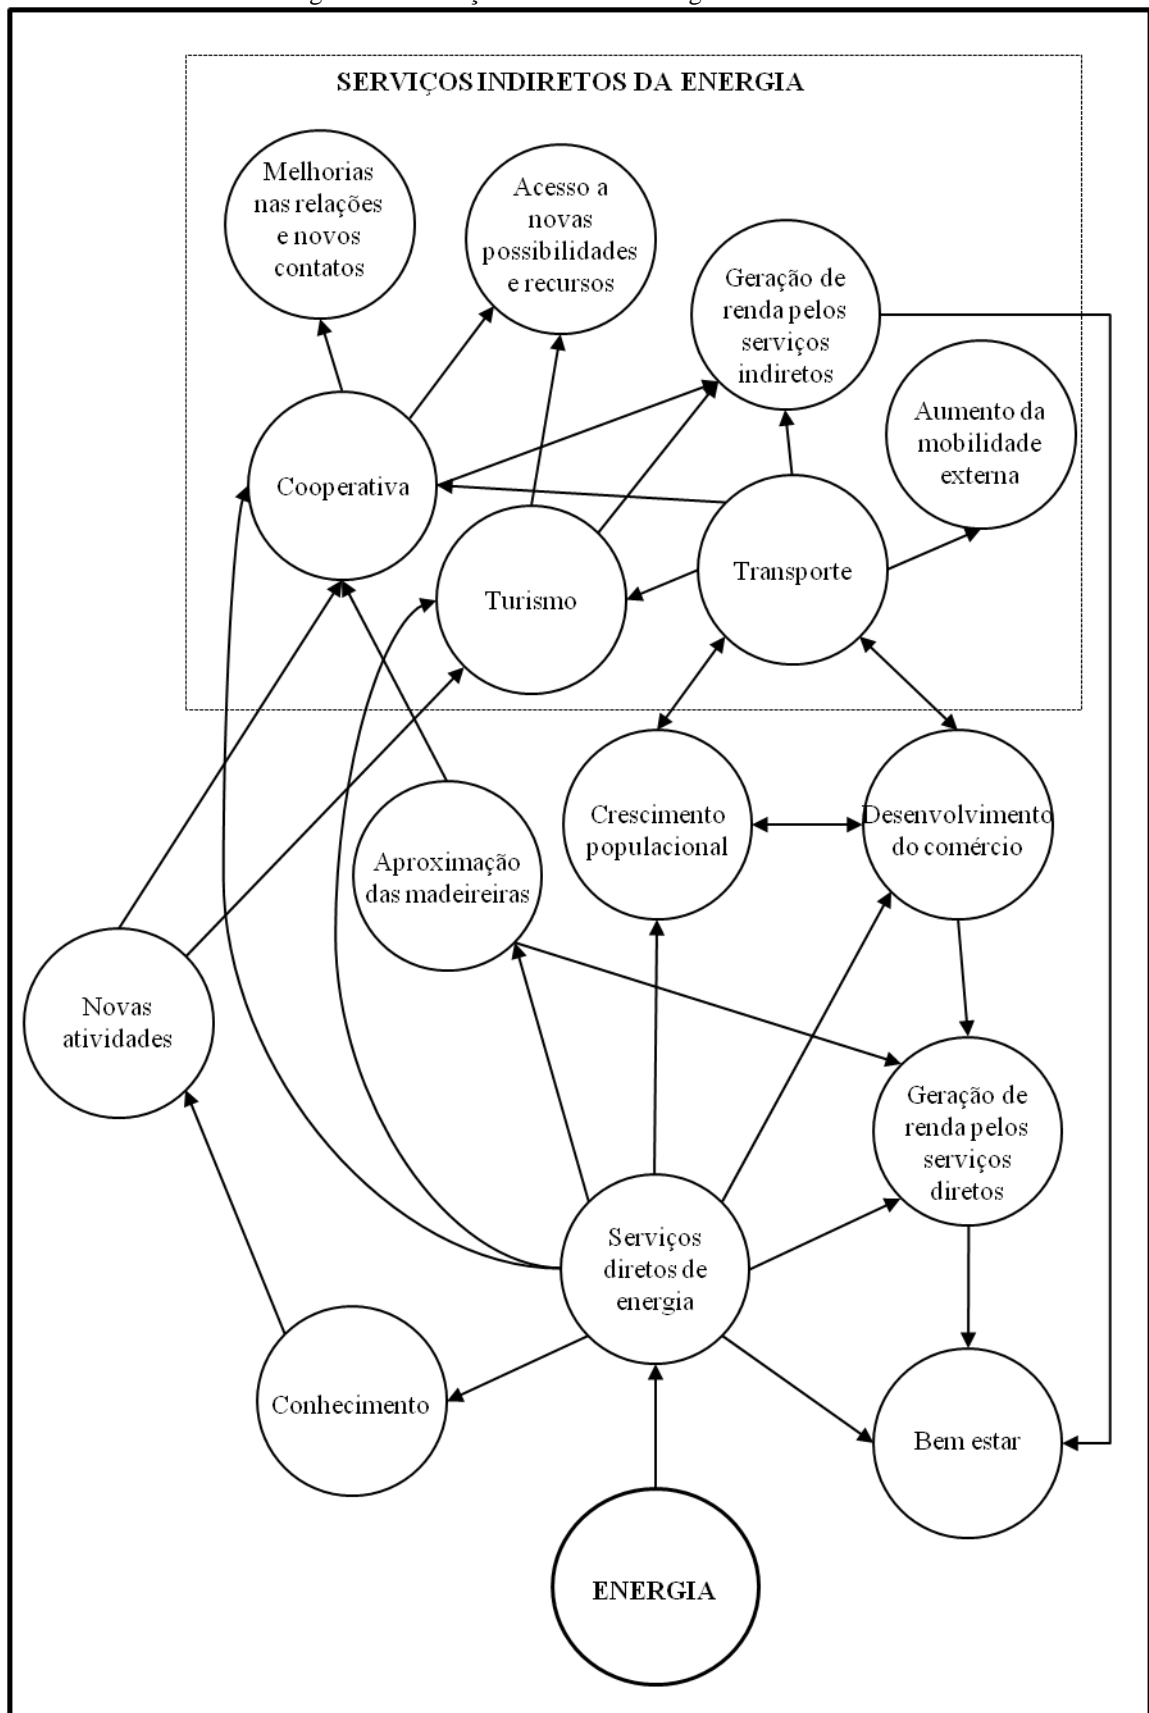 SERVIÇOS INDIRETOS DA ENERGIA
Melhorias
nas relações
e novos
contatos
Acesso a
novas
possibilidades
e recursos
Geração de
renda pelos
serviços
indiretos
Aumento da
mobilidade
externa
Cooperativa
Turismo
Transporte
Crescimento
populacional
Desenvolvimento
do comércio
Aproximação
das madeireiras
Novas
atividades
Geração de
renda pelos
serviços
diretos
Serviços
diretos de
energia
Conhecimento
Bem estar
ENERGIA